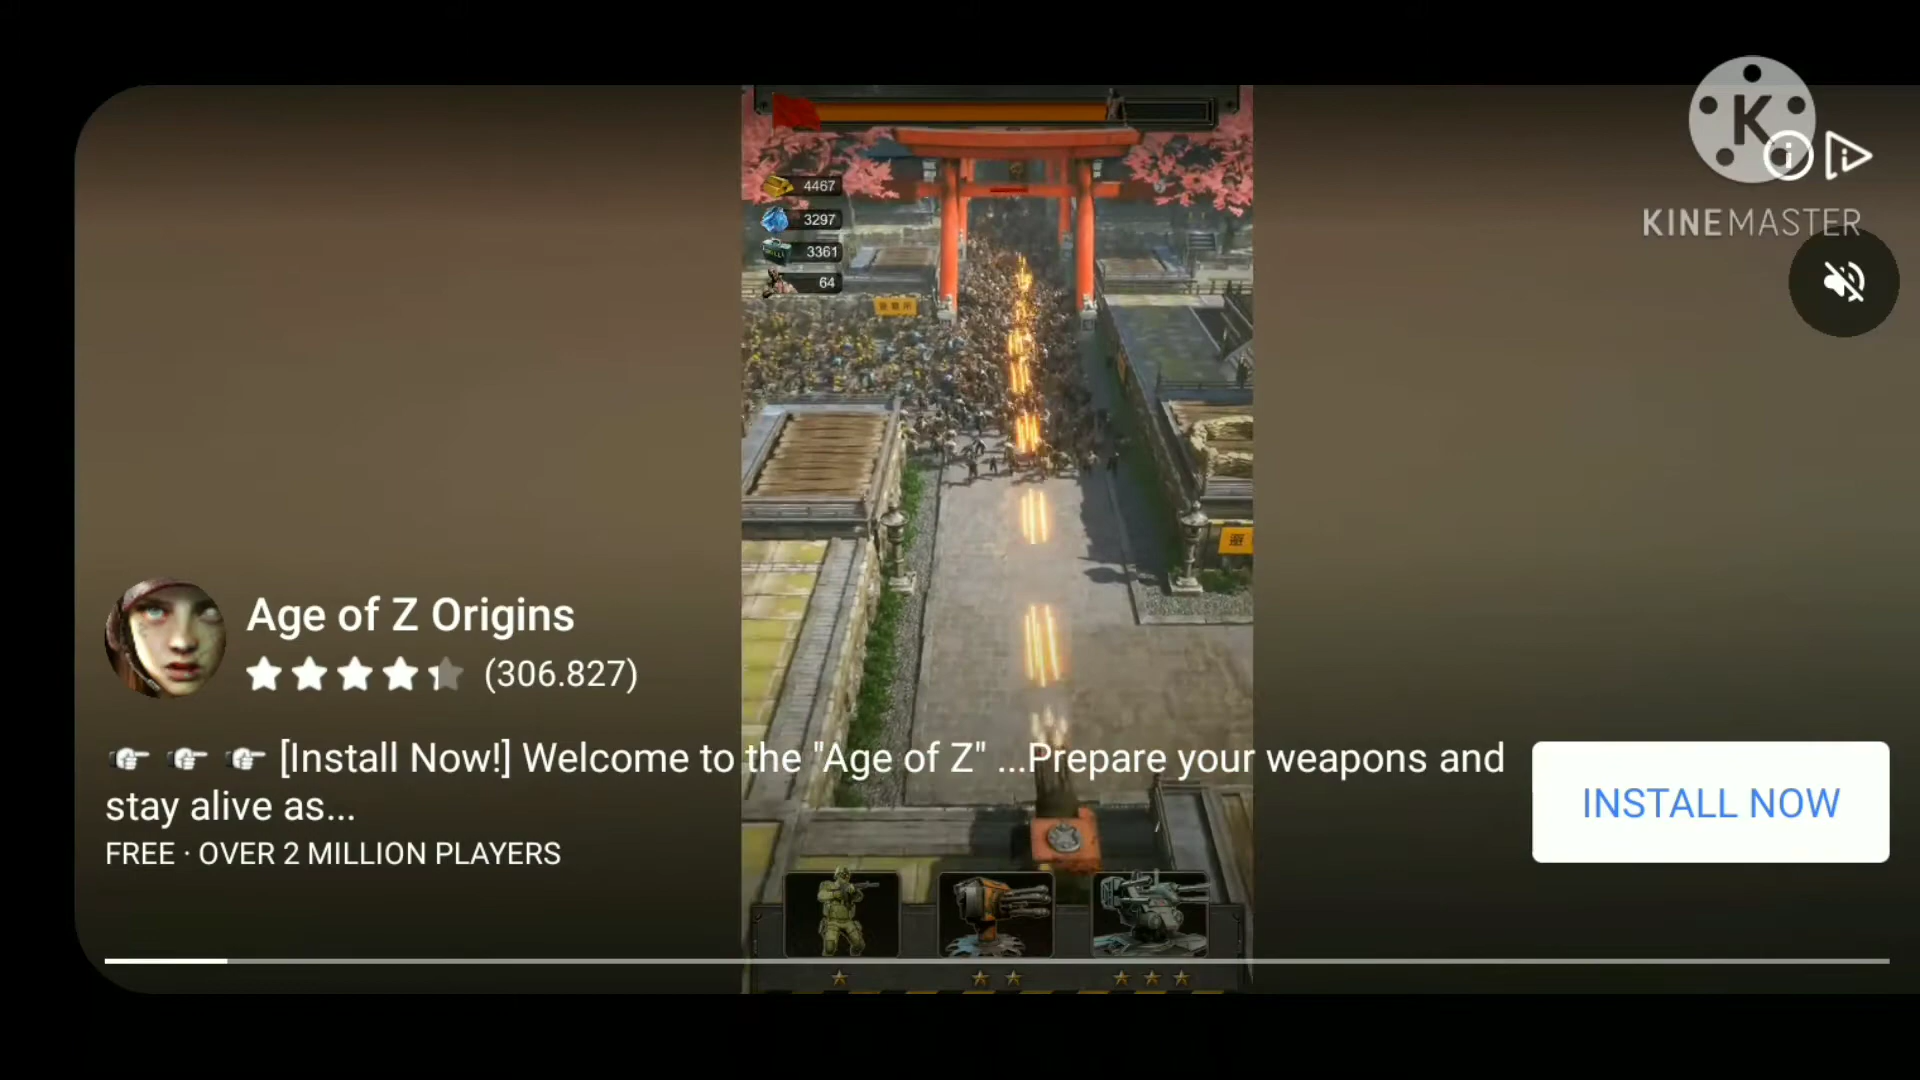 KINEMASTER
4467
3297
3361
64
Age of Z Origins
(306.827)
[Install Now!] Welcome to the "Age of Z" ...Prepare your weapons and
stay alive as...
FREE · OVER 2 MILLION PLAYERS
INSTALL NOW